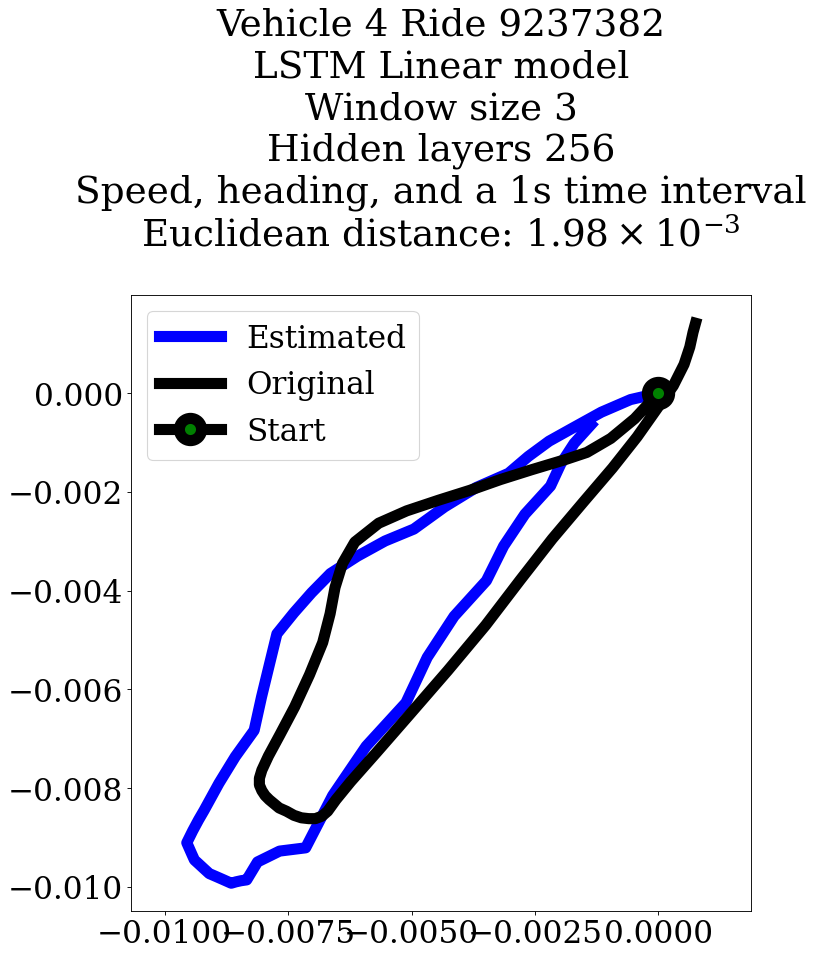 Vehicle 4 Ride 9237382
LSTM Linear model
Window size 3
Hidden layers 256
Speed, heading, and a 1s time interval
Euclidean distance: 1.98 × 10⁻³
Estimated
Original
Start
0.000
−0.002
−0.004
−0.006
−0.008
−0.010
−0.0100 −0.0075 −0.0050 −0.0025 0.0000